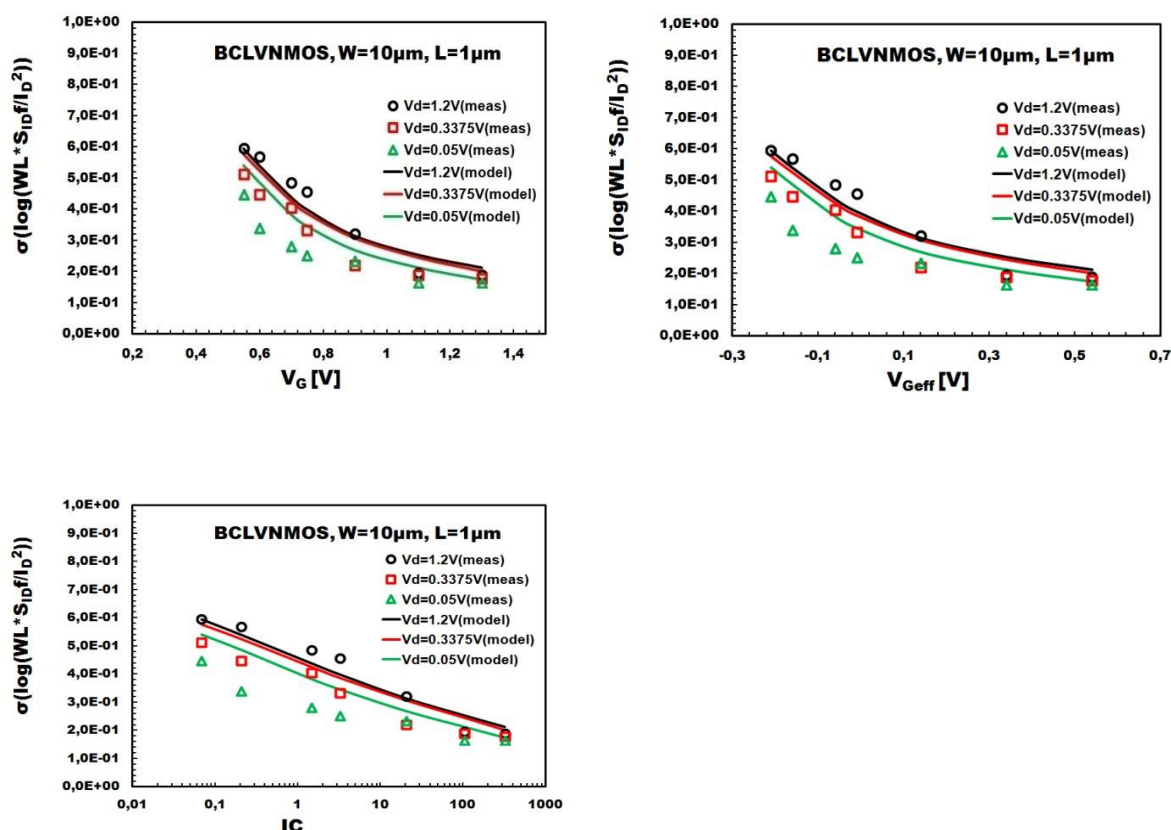 1,0E+00
9,0E-01
8,0E-01
7,0E-01
6,0E-01
5,0E-01
4,0E-01
3,0E-01
2,0E-01
1,0E-01
0,0E+00
σ(log(WL*S_ID f/I_D²))
BCLVNMOS, W=10µm, L=1µm
Vd=1.2V(meas)
Vd=0.3375V(meas)
Vd=0.05V(meas)
Vd=1.2V(model)
Vd=0.3375V(model)
Vd=0.05V(model)
0,2 0,4 0,6 0,8 1 1,2 1,4
V_G [V]
1,0E+00
9,0E-01
8,0E-01
7,0E-01
6,0E-01
5,0E-01
4,0E-01
3,0E-01
2,0E-01
1,0E-01
0,0E+00
σ(log(WL*S_ID f/I_D²))
BCLVNMOS, W=10µm, L=1µm
Vd=1.2V(meas)
Vd=0.3375V(meas)
Vd=0.05V(meas)
Vd=1.2V(model)
Vd=0.3375V(model)
Vd=0.05V(model)
-0,3 -0,1 0,1 0,3 0,5 0,7
V_Geff [V]
1,0E+00
9,0E-01
8,0E-01
7,0E-01
6,0E-01
5,0E-01
4,0E-01
3,0E-01
2,0E-01
1,0E-01
0,0E+00
σ(log(WL*S_ID f/I_D²))
BCLVNMOS, W=10µm, L=1µm
Vd=1.2V(meas)
Vd=0.3375V(meas)
Vd=0.05V(meas)
Vd=1.2V(model)
Vd=0.3375V(model)
Vd=0.05V(model)
0,01 0,1 1 10 100 1000
IC